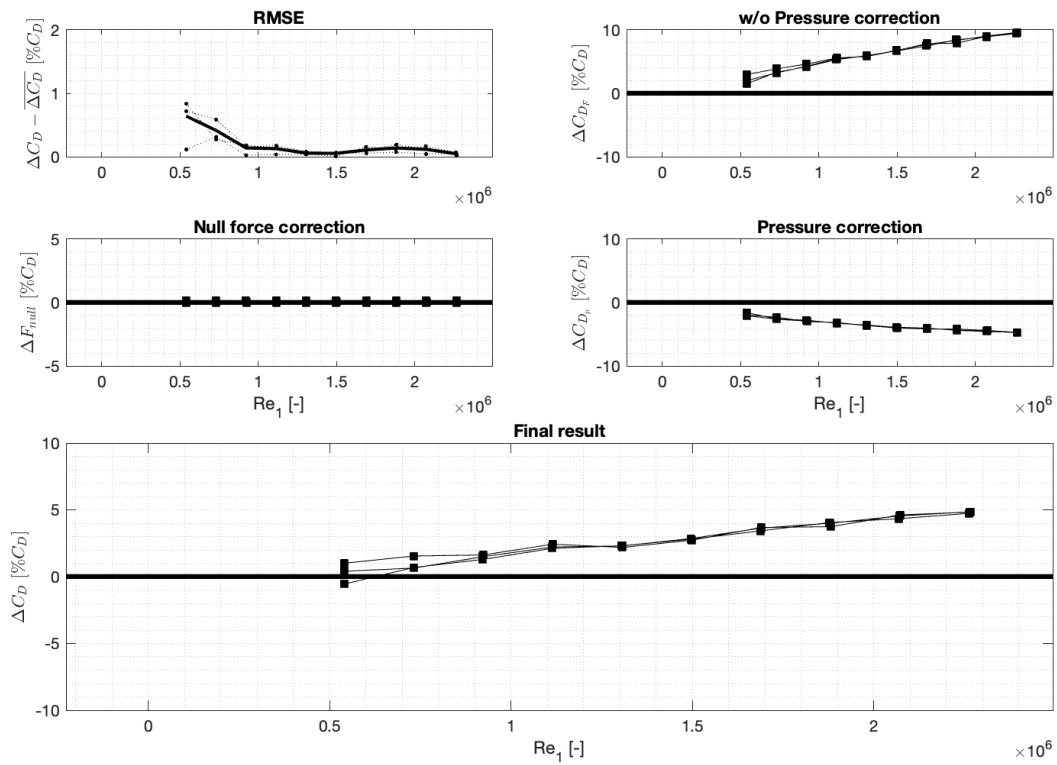 RMSE
2
1
0
ΔC_D − \overline{ΔC_D} [%C_D]
0 0.5 1 1.5 2
×10^6
w/o Pressure correction
10
0
-10
ΔC_{D_F} [%C_D]
0 0.5 1 1.5 2
×10^6
Null force correction
5
0
-5
ΔF_{null} [%C_D]
0 0.5 1 1.5 2
×10^6
Re_1 [-]
Pressure correction
10
0
-10
ΔC_{D_p} [%C_D]
0 0.5 1 1.5 2
×10^6
Re_1 [-]
Final result
10
5
0
-5
-10
ΔC_D [%C_D]
0 0.5 1 1.5 2
×10^6
Re_1 [-]